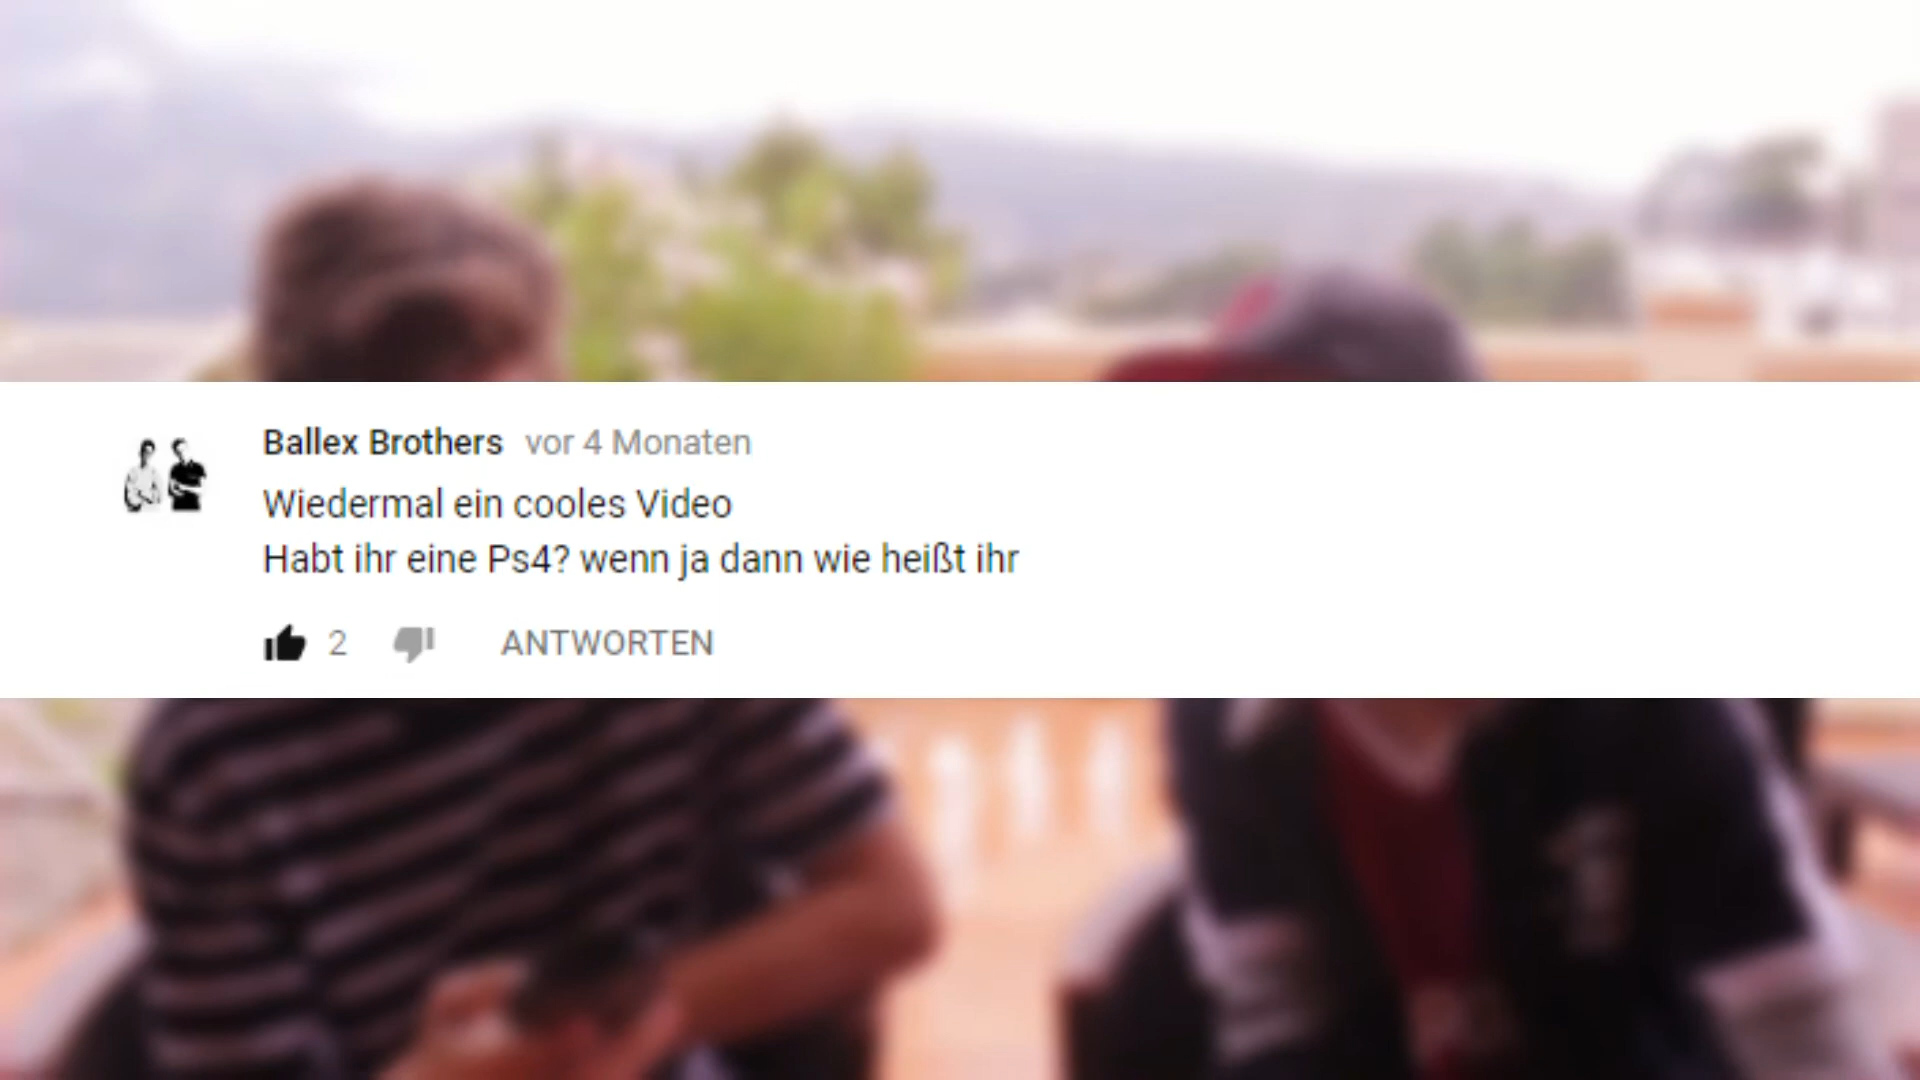 Ballex Brothers vor 4 Monaten
Wiedermal ein cooles Video
Habt ihr eine Ps4? wenn ja dann wie heißt ihr
2 ANTWORTEN